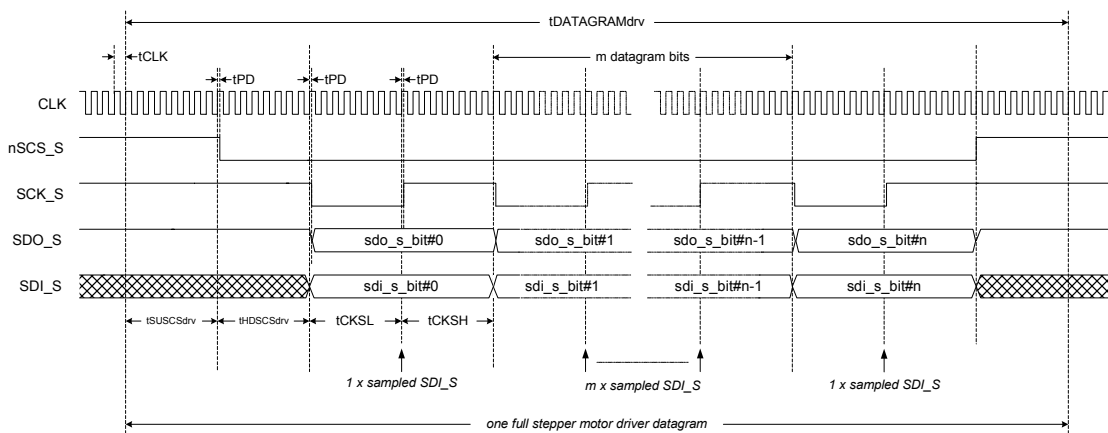 tDATAGRAMdrv
tCLK
m datagram bits
tPD tPD tPD
CLK
nSCS_S
SCK_S
SDO_S sdo_s_bit#0 sdo_s_bit#1 sdo_s_bit#n-1 sdo_s_bit#n
SDI_S sdi_s_bit#0 sdi_s_bit#1 sdi_s_bit#n-1 sdi_s_bit#n
tSUSCSdrv tHDSCSdrv tCKSL tCKSH
1 x sampled SDI_S m x sampled SDI_S 1 x sampled SDI_S
one full stepper motor driver datagram